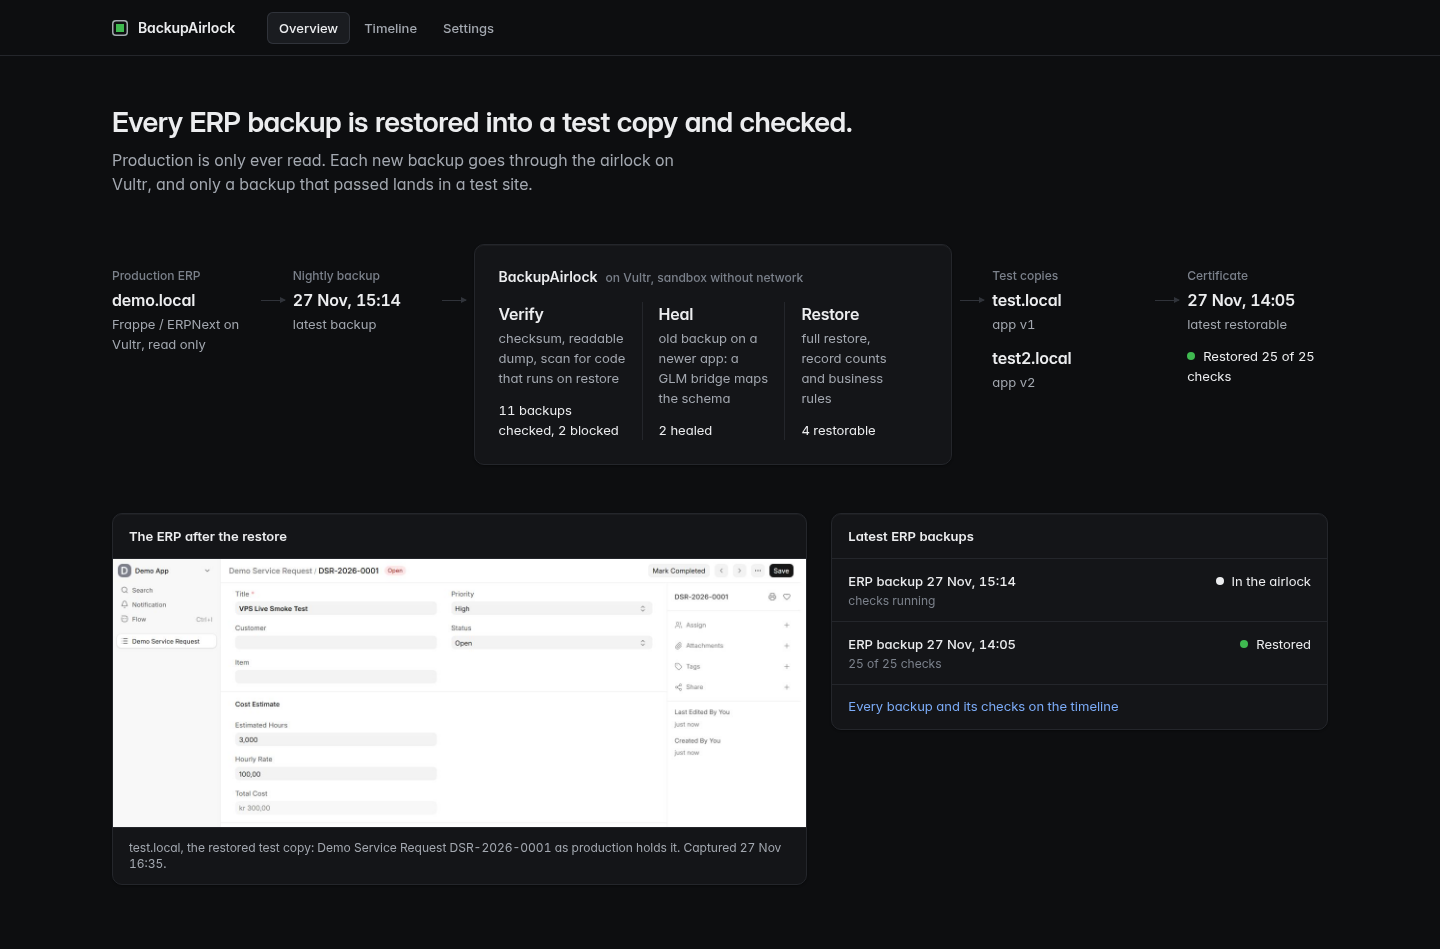 BackupAirlock
Overview
Timeline
Settings
Every ERP backup is restored into a test copy and checked.
Production is only ever read. Each new backup goes through the airlock on
Vultr, and only a backup that passed lands in a test site.
Production ERP
demo.local
Frappe / ERPNext on
Vultr, read only
Nightly backup
27 Nov, 15:14
latest backup
BackupAirlock on Vultr, sandbox without network
Verify
checksum, readable
dump, scan for code
that runs on restore
11 backups
checked, 2 blocked
Heal
old backup on a
newer app: a
GLM bridge maps
the schema
2 healed
Restore
full restore,
record counts
and business
rules
4 restorable
Test copies
test.local
app v1
test2.local
app v2
Certificate
27 Nov, 14:05
latest restorable
Restored 25 of 25
checks
The ERP after the restore
D Demo App
Search
Notification
Flow Ctrl+I
Demo Service Request
Demo Service Request / DSR-2026-0001 Open
Mark Completed
Save
Title *
VPS Live Smoke Test
Priority
High
Customer
Status
Open
Item
Cost Estimate
Estimated Hours
3,000
Hourly Rate
100,00
Total Cost
kr 300,00
DSR-2026-0001
Assign
Attachments
Tags
Share
Last Edited By You
just now
Created By You
just now
test.local, the restored test copy: Demo Service Request DSR-2026-0001 as production holds it. Captured 27 Nov
16:35.
Latest ERP backups
ERP backup 27 Nov, 15:14
checks running
In the airlock
ERP backup 27 Nov, 14:05
25 of 25 checks
Restored
Every backup and its checks on the timeline